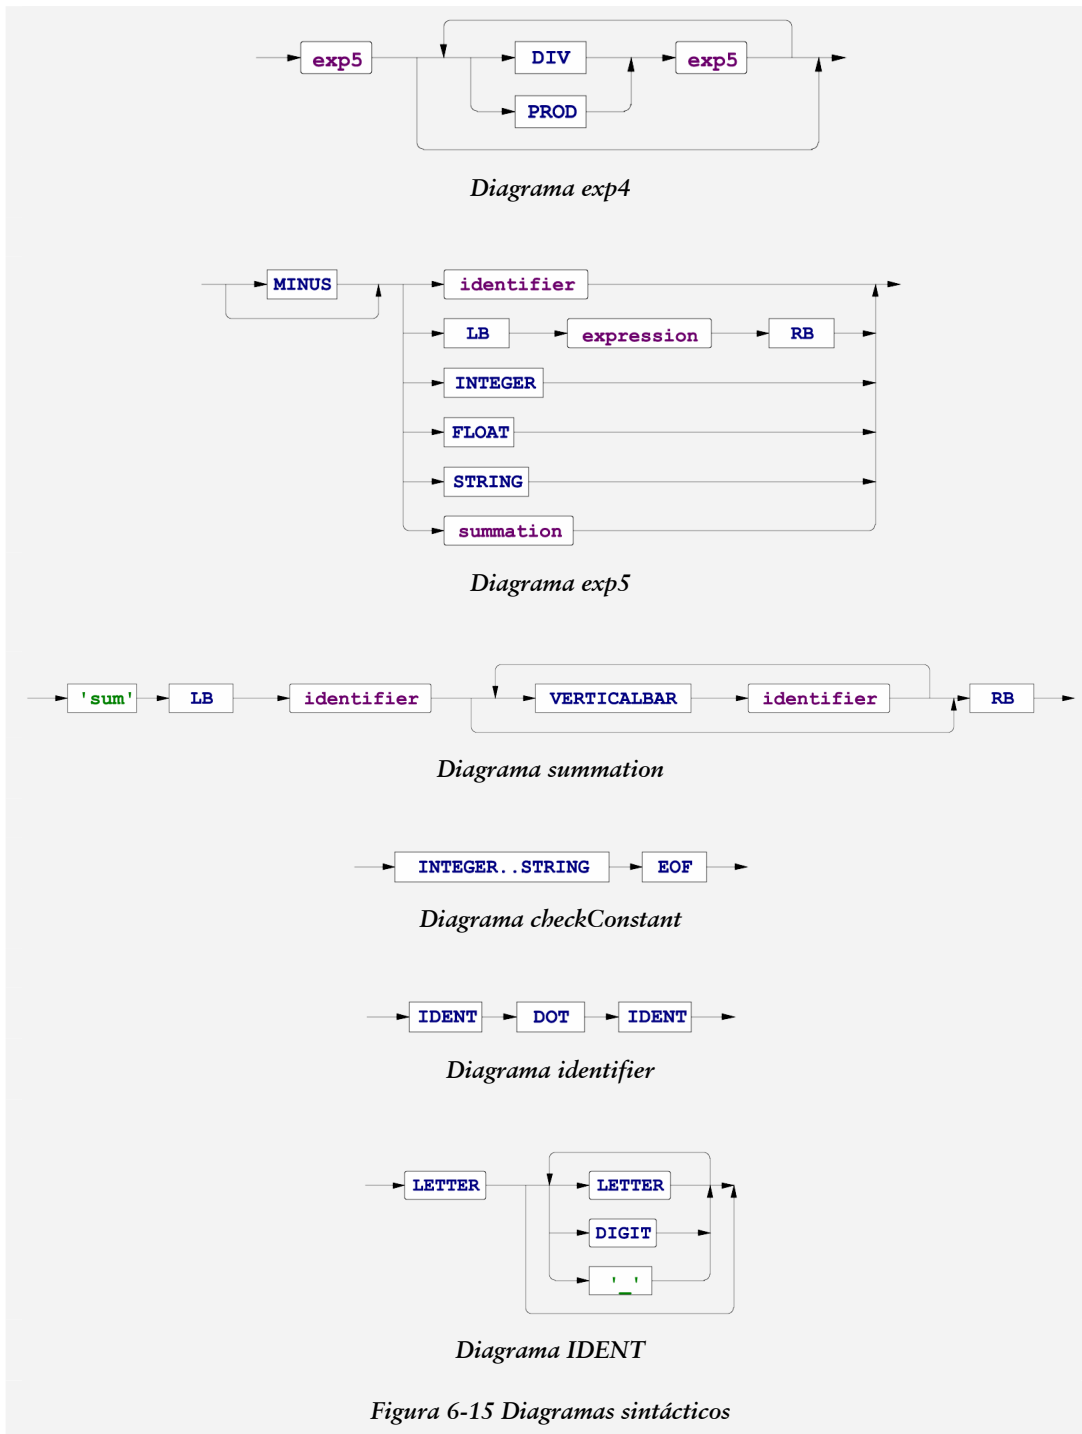 exp5 DIV exp5
PROD
Diagrama exp4
MINUS identifier
LB expression RB
INTEGER
FLOAT
STRING
summation
Diagrama exp5
'sum' LB identifier VERTICALBAR identifier RB
Diagrama summation
INTEGER..STRING EOF
Diagrama checkConstant
IDENT DOT IDENT
Diagrama identifier
LETTER LETTER
DIGIT
'_'
Diagrama IDENT
Figura 6-15 Diagramas sintácticos